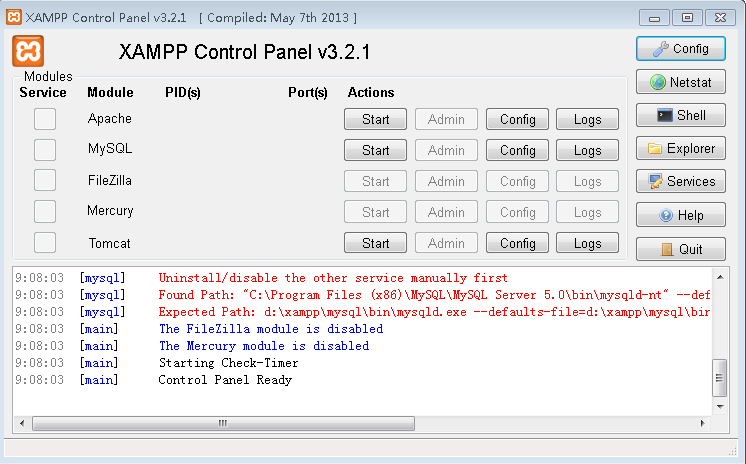 XAMPP Control Panel v3.2.1 [ Compiled: May 7th 2013 ]
XAMPP Control Panel v3.2.1
Config
Modules
Service Module PID(s) Port(s) Actions
Netstat
Apache Start Admin Config Logs
Shell
MySQL Start Admin Config Logs
Explorer
FileZilla Start Admin Config Logs
Services
Mercury Start Admin Config Logs
Help
Tomcat Start Admin Config Logs
Quit
9:08:03 [mysql] Uninstall/disable the other service manually first
9:08:03 [mysql] Found Path: "C:\Program Files (x86)\MySQL\MySQL Server 5.0\bin\mysqld-nt" --def
9:08:03 [mysql] Expected Path: d:\xampp\mysql\bin\mysqld.exe --defaults-file=d:\xampp\mysql\bin
9:08:03 [main] The FileZilla module is disabled
9:08:03 [main] The Mercury module is disabled
9:08:03 [main] Starting Check-Timer
9:08:03 [main] Control Panel Ready